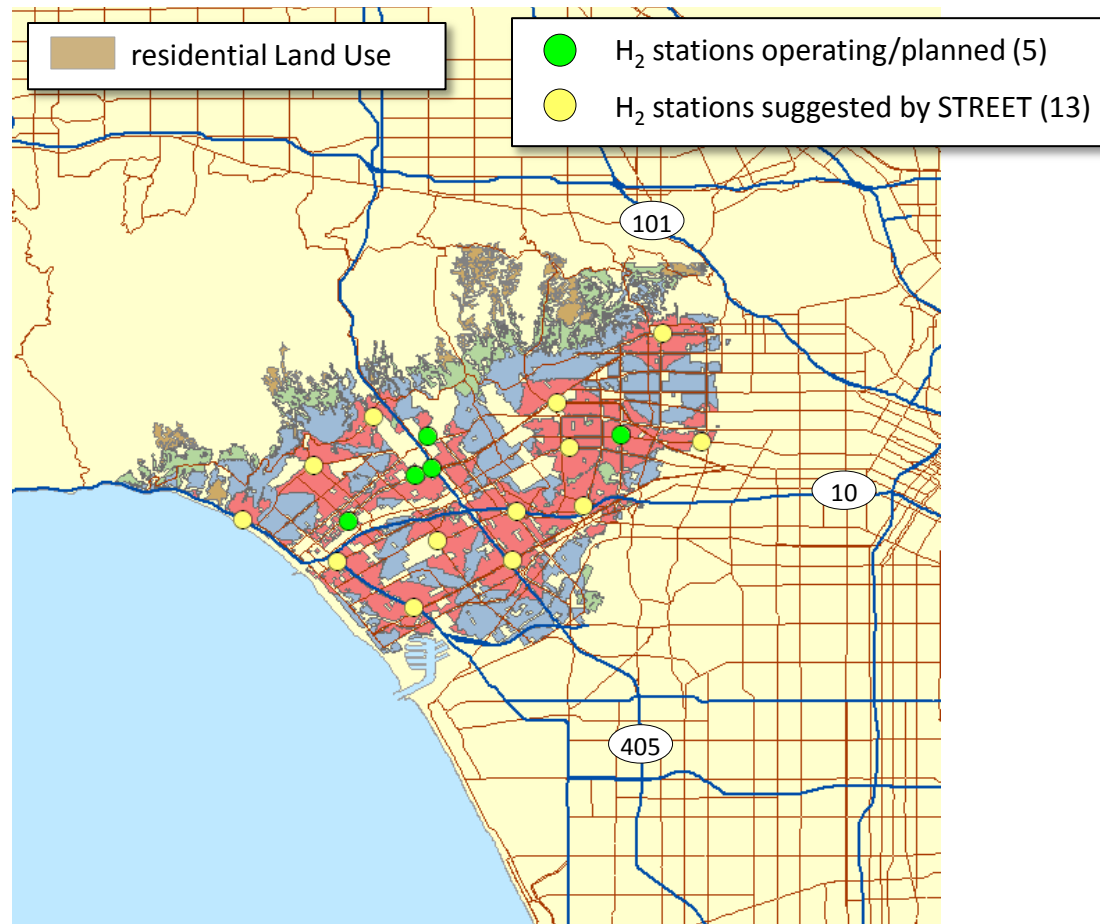 residential Land Use
H₂ stations operating/planned (5)
H₂ stations suggested by STREET (13)
101
10
405